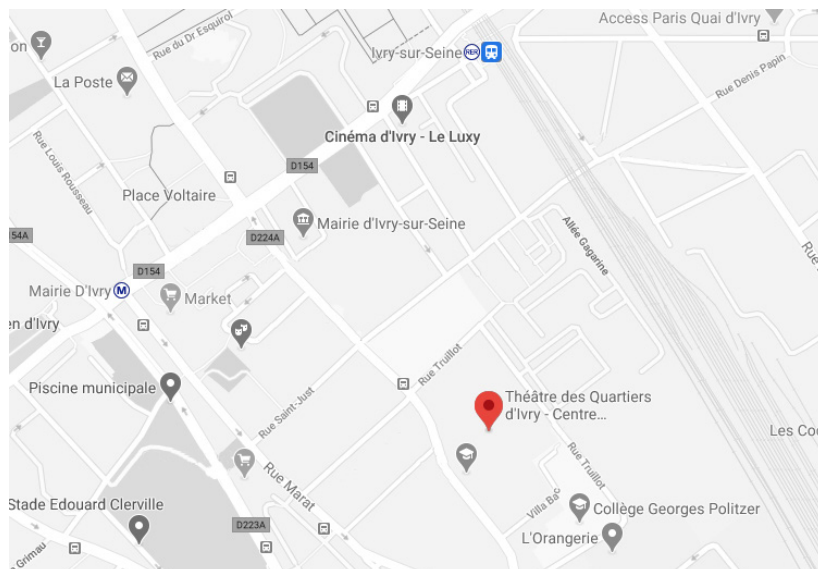 Access Paris Quai d'Ivry
Rue du Dr Esquirol
Ivry-sur-Seine
RER
La Poste
Rue Denis Papin
Cinéma d'Ivry - Le Luxy
Rue Louis Rousseau
D154
Place Voltaire
Mairie d'Ivry-sur-Seine
Allée Gagarine
54A
D224A
D154
Mairie D'Ivry
M
Market
en d'Ivry
Rue Truillot
Piscine municipale
Rue Saint-Just
Théâtre des Quartiers
d'Ivry - Centre...
Les Coo
Rue Marat
Rue Truillot
Villa Bac
Stade Edouard Clerville
Collège Georges Politzer
D223A
L'Orangerie
Grimau